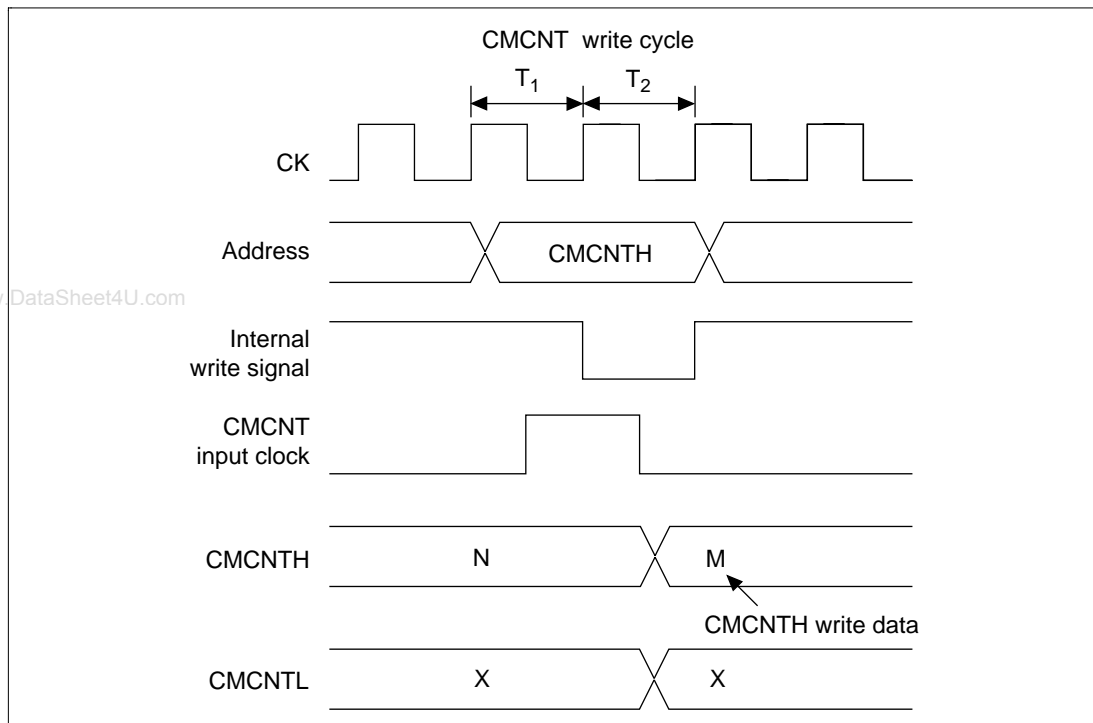 CMCNT write cycle
T1 T2
CK
Address
CMCNTH
.DataSheet4U.com
Internal
write signal
CMCNT
input clock
CMCNTH
N
M
CMCNTH write data
CMCNTL
X
X